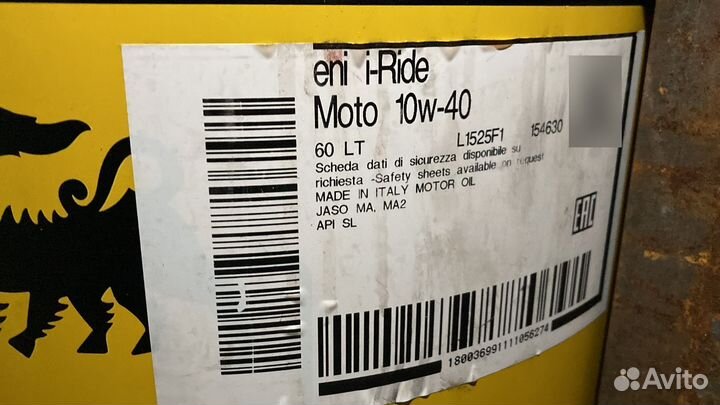 eni i-Ride
Moto 10w-40
60 LT L1525F1 154630
Scheda dati di sicurezza disponibile su
richiesta -Safety sheets available on request
MADE IN ITALY MOTOR OIL
JASO MA, MA2
API SL
EAC
18003699111056274
Avito